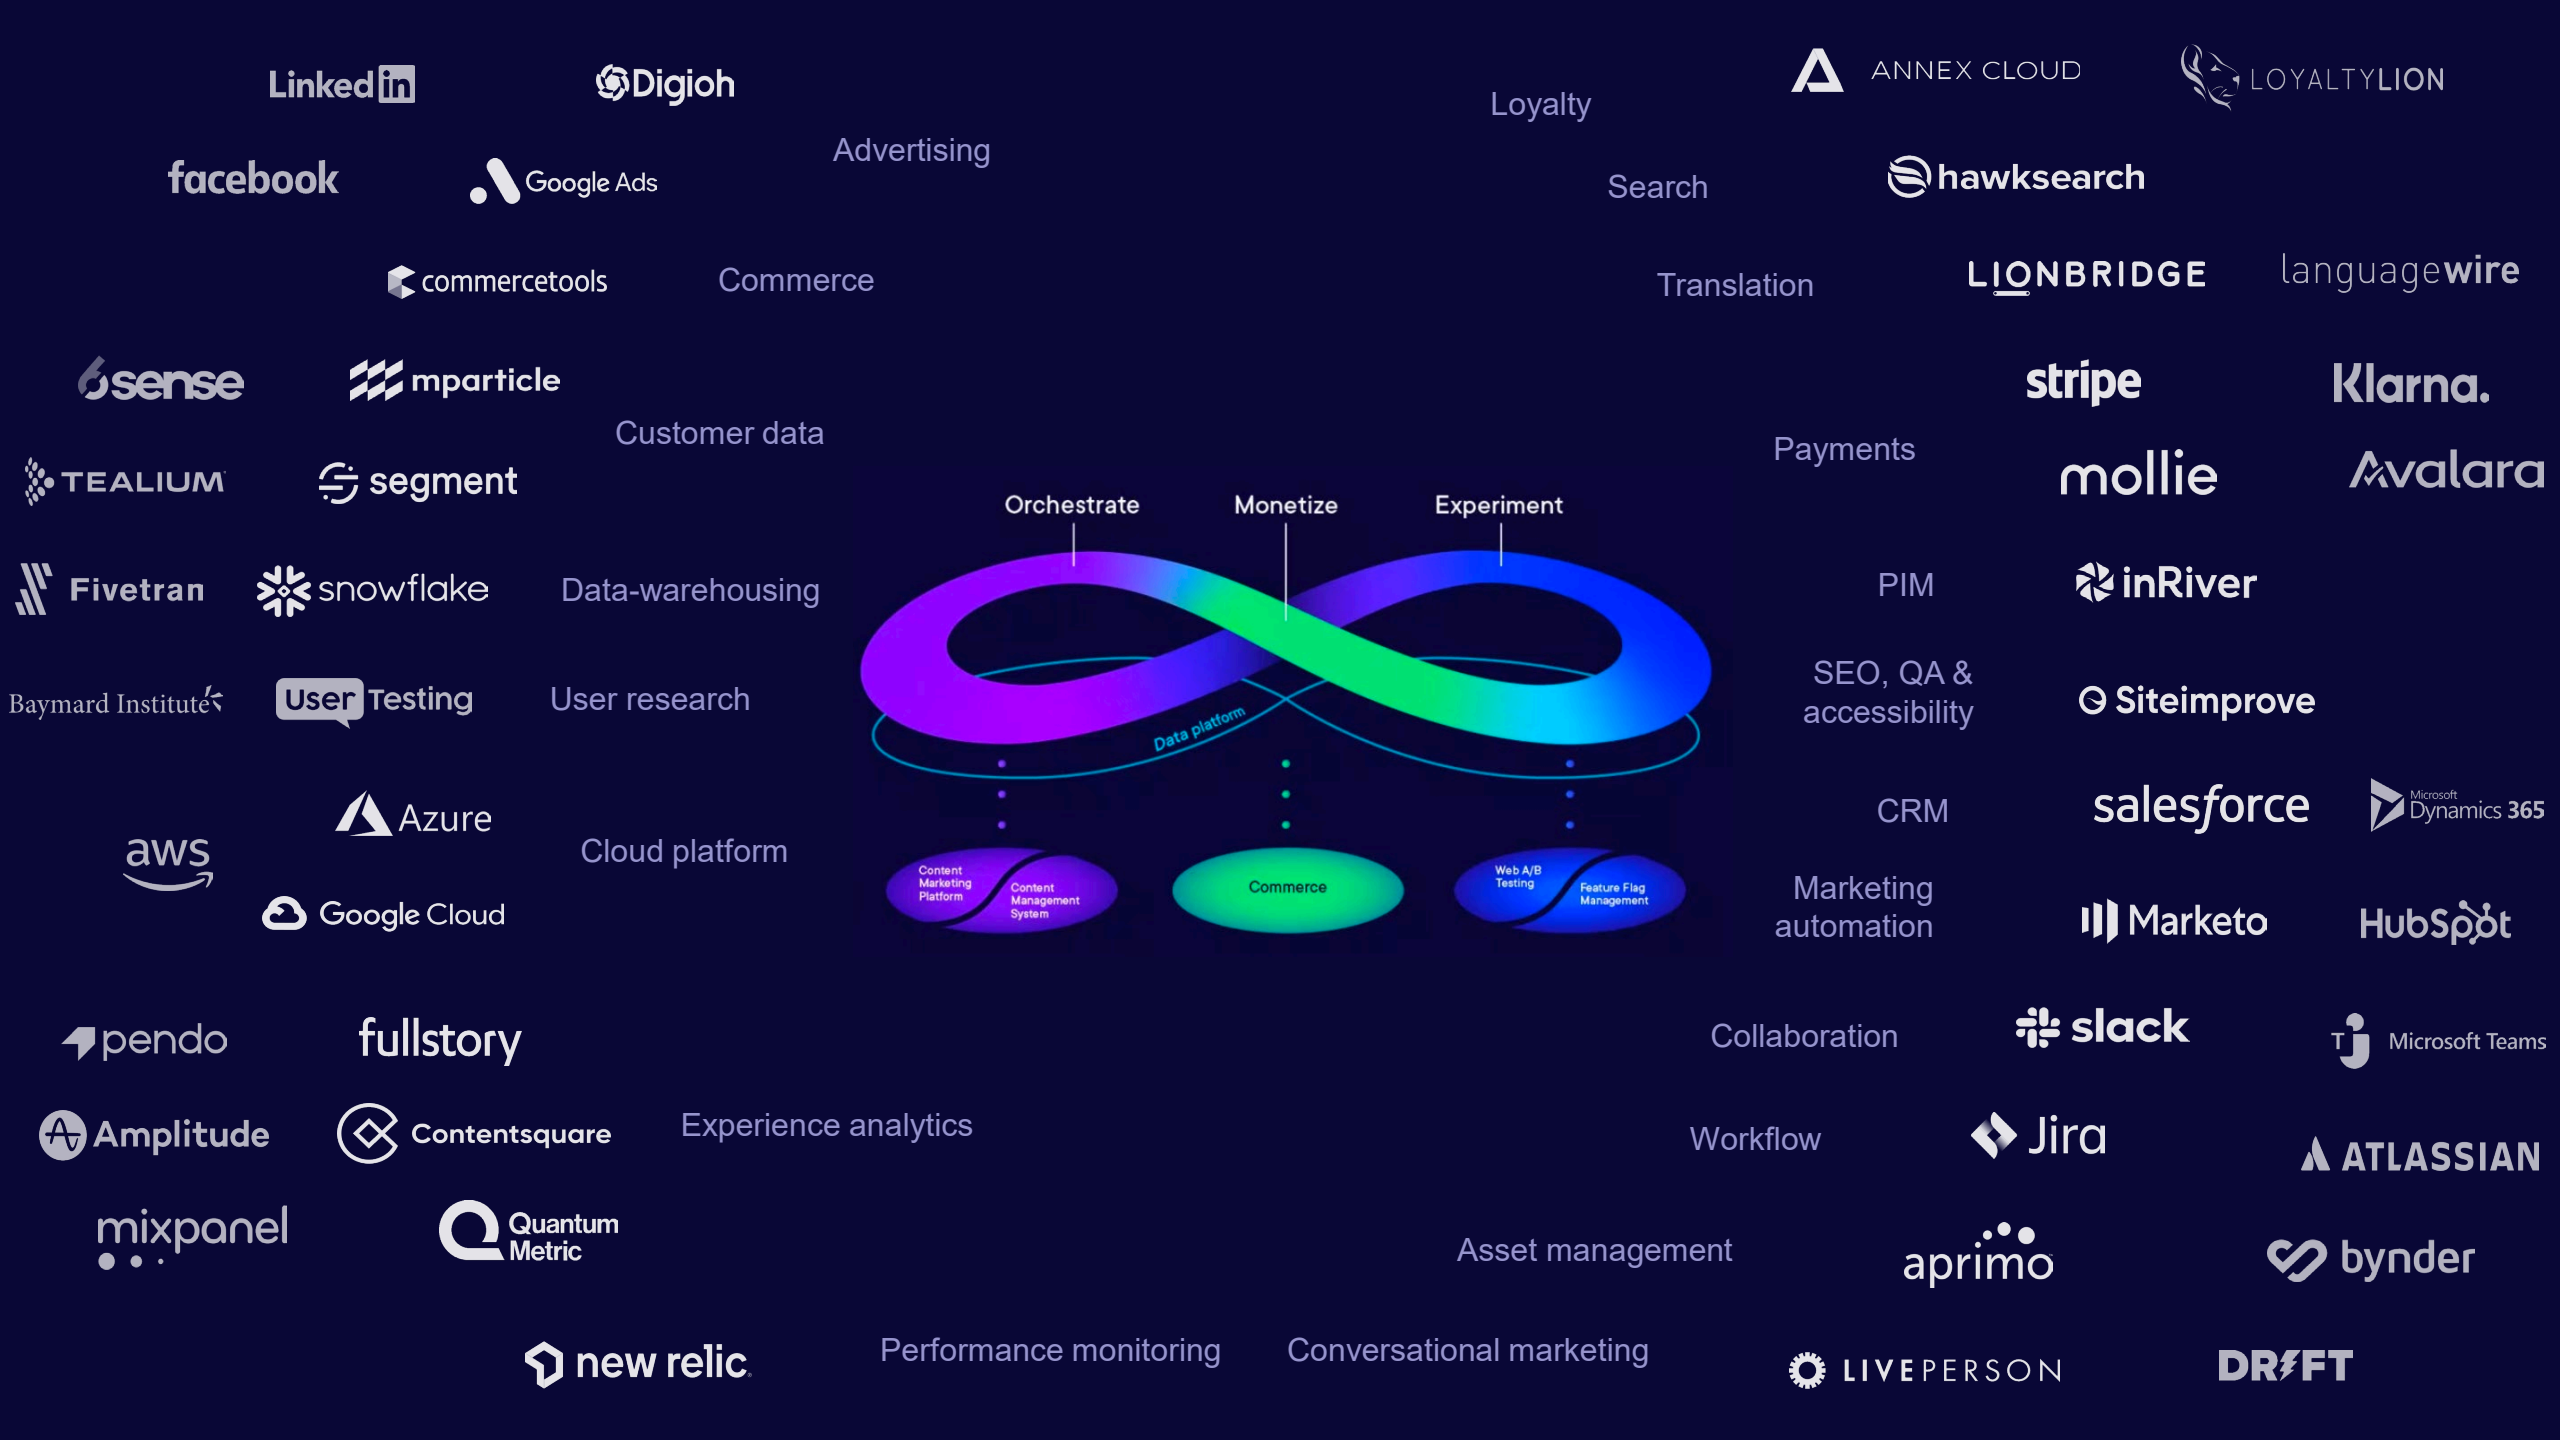 LinkedIn
Digioh
facebook
Google Ads
Advertising
commercetools
Commerce
6sense
mparticle
Customer data
TEALIUM
segment
Fivetran
snowflake
Data-warehousing
Baymard Institute
UserTesting
User research
Azure
aws
Cloud platform
Google Cloud
pendo
fullstory
Amplitude
Contentsquare
Experience analytics
mixpanel
Quantum
Metric
new relic
Performance monitoring
Orchestrate
Monetize
Experiment
Data platform
Content
Marketing
Platform
Content
Management
System
Commerce
Web A/B
Testing
Feature Flag
Management
Loyalty
ANNEX CLOUD
LOYALTYLION
Search
hawksearch
Translation
LIONBRIDGE
languagewire
Payments
stripe
Klarna.
mollie
Avalara
PIM
inRiver
SEO, QA &
accessibility
Siteimprove
CRM
salesforce
Microsoft
Dynamics 365
Marketing
automation
Marketo
HubSpot
Collaboration
slack
T
Microsoft Teams
Workflow
Jira
ATLASSIAN
Asset management
aprimo
bynder
Conversational marketing
LIVEPERSON
DRIFT